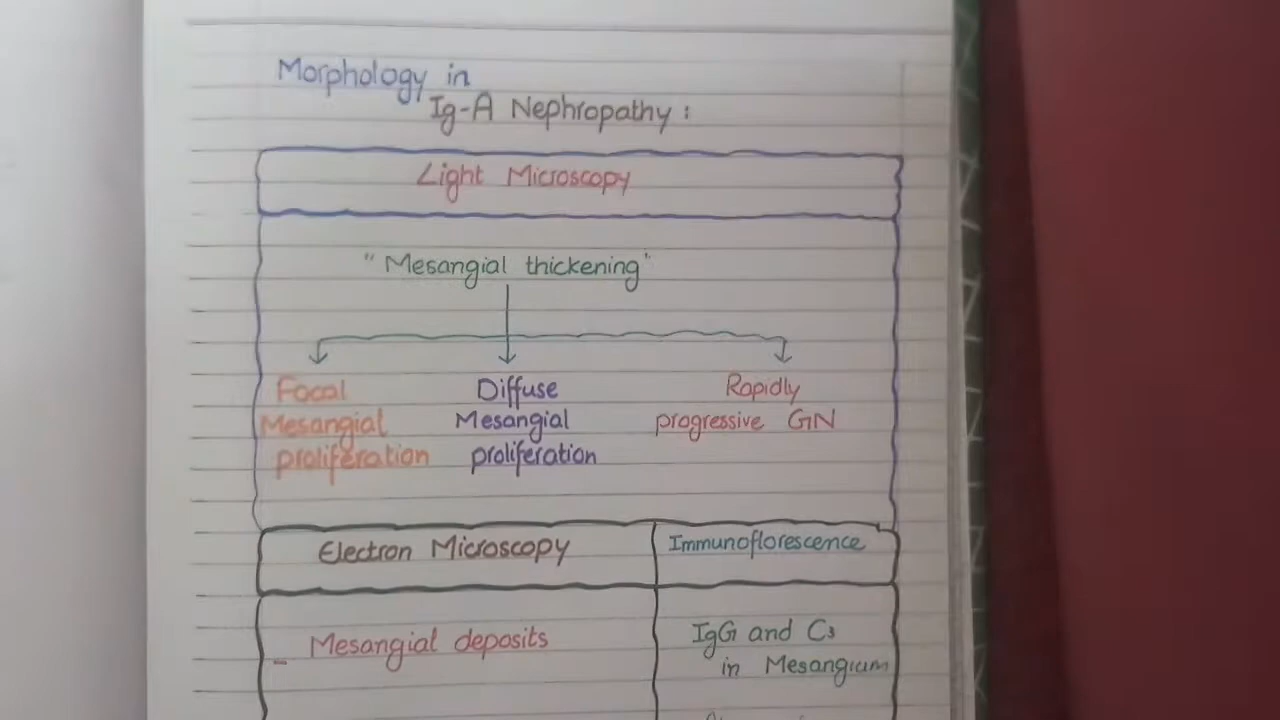 Morphology in
Ig-A Nephropathy :
Light Microscopy
"Mesangial thickening"
Focal
Mesangial
proliferation
Diffuse
Mesangial
proliferation
Rapidly
progressive GN
Electron Microscopy
Immunoflorescence
Mesangial deposits
IgG and C3
in Mesangium